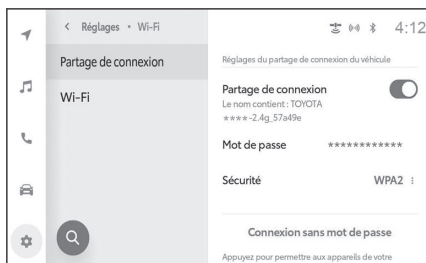 < Réglages • Wi-Fi
4:12
Partage de connexion
Wi-Fi
Réglages du partage de connexion du véhicule
Partage de connexion
Le nom contient : TOYOTA
****-2.4g_57a49e
Mot de passe ************
Sécurité WPA2
Connexion sans mot de passe
Appuyez pour permettre aux appareils de votre